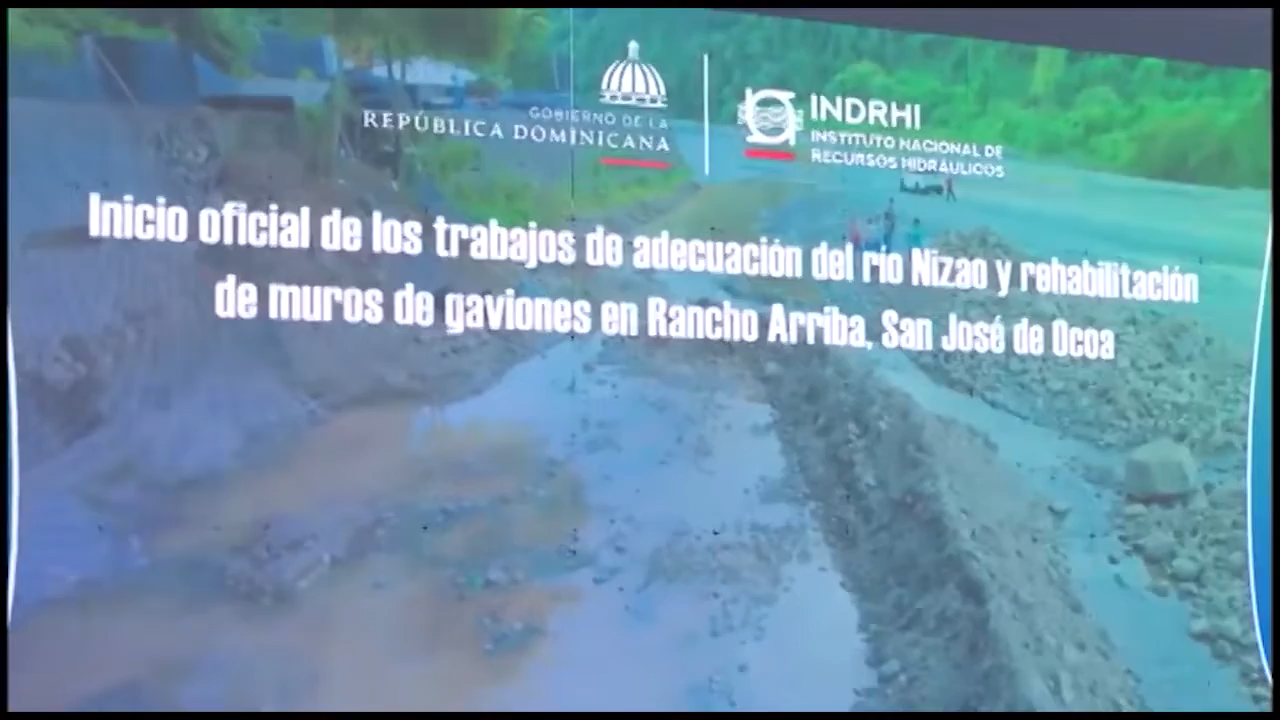 GOBIERNO DE LA
REPÚBLICA DOMINICANA
INDRHI
INSTITUTO NACIONAL DE
RECURSOS HIDRÁULICOS
Inicio oficial de los trabajos de adecuación del río Nizao y rehabilitación
de muros de gaviones en Rancho Arriba, San José de Ocoa